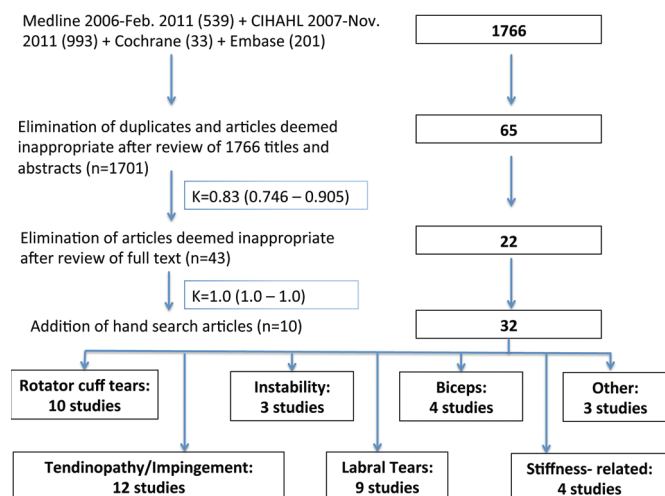 Medline 2006-Feb. 2011 (539) + CIHAHL 2007-Nov.
2011 (993) + Cochrane (33) + Embase (201)
1766
Elimination of duplicates and articles deemed
inappropriate after review of 1766 titles and
abstracts (n=1701)
65
K=0.83 (0.746 – 0.905)
Elimination of articles deemed inappropriate
after review of full text (n=43)
22
K=1.0 (1.0 – 1.0)
Addition of hand search articles (n=10)
32
Rotator cuff tears:
10 studies
Instability:
3 studies
Biceps:
4 studies
Other:
3 studies
Tendinopathy/Impingement:
12 studies
Labral Tears:
9 studies
Stiffness- related:
4 studies